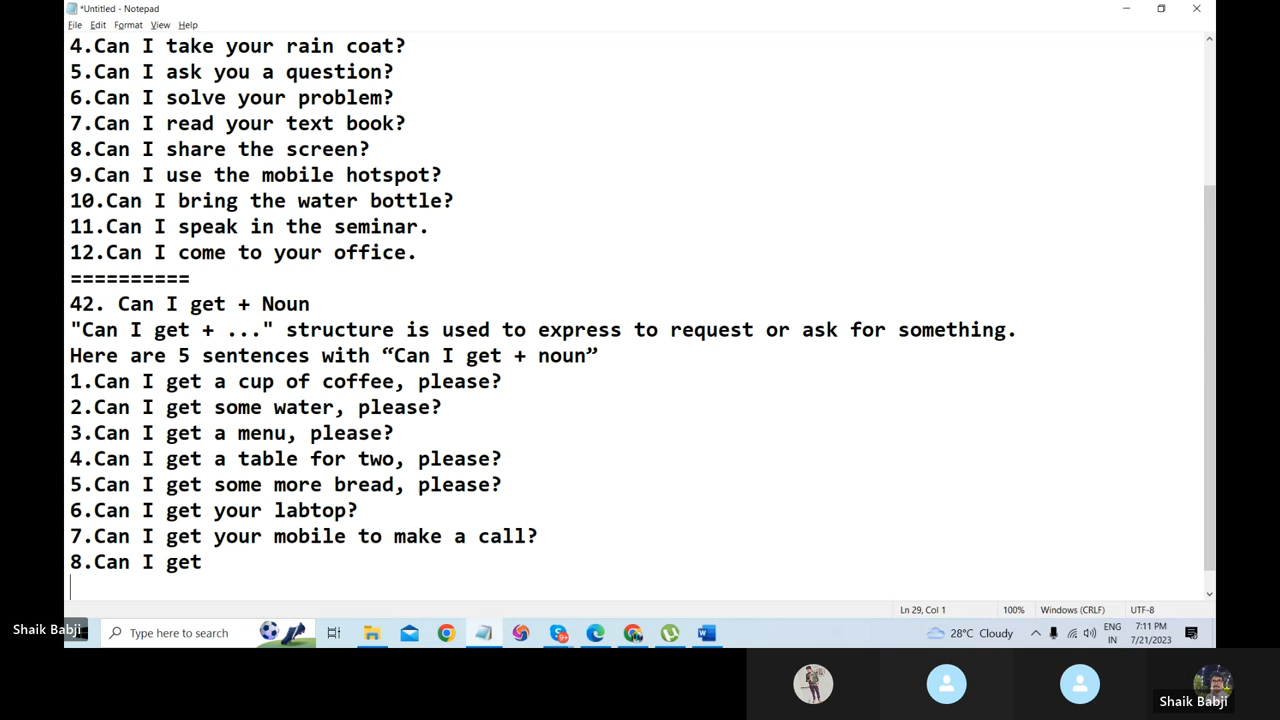 *Untitled - Notepad
File Edit Format View Help
4.Can I take your rain coat?
5.Can I ask you a question?
6.Can I solve your problem?
7.Can I read your text book?
8.Can I share the screen?
9.Can I use the mobile hotspot?
10.Can I bring the water bottle?
11.Can I speak in the seminar.
12.Can I come to your office.
==========
42. Can I get + Noun
"Can I get + ..." structure is used to express to request or ask for something.
Here are 5 sentences with “Can I get + noun”
1.Can I get a cup of coffee, please?
2.Can I get some water, please?
3.Can I get a menu, please?
4.Can I get a table for two, please?
5.Can I get some more bread, please?
6.Can I get your labtop?
7.Can I get your mobile to make a call?
8.Can I get
Ln 29, Col 1 100% Windows (CRLF) UTF-8
Shaik Babji
Type here to search
28°C Cloudy
ENG
IN
7:11 PM
7/21/2023
Shaik Babji